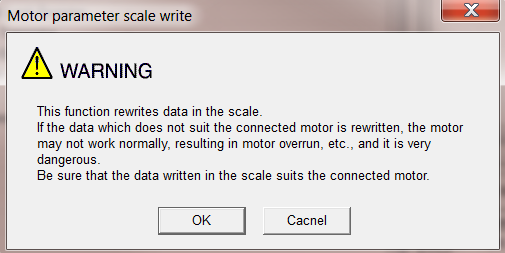 Motor parameter scale write
WARNING
This function rewrites data in the scale.
If the data which does not suit the connected motor is rewritten, the motor
may not work normally, resulting in motor overrun, etc., and it is very
dangerous.
Be sure that the data written in the scale suits the connected motor.
OK
Cacnel